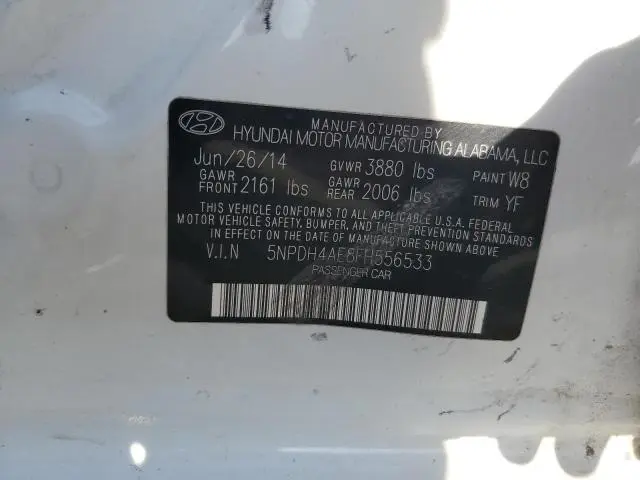 MANUFACTURED BY
HYUNDAI MOTOR MANUFACTURING ALABAMA, LLC
Jun/26/14 GVWR 3880 lbs PAINT W8
GAWR FRONT 2161 lbs GAWR REAR 2006 lbs TRIM YF
THIS VEHICLE CONFORMS TO ALL APPLICABLE U.S.A. FEDERAL
MOTOR VEHICLE SAFETY, BUMPER, AND THEFT PREVENTION STANDARDS
IN EFFECT ON THE DATE OF MANUFACTURE SHOWN ABOVE.
V.I.N 5NPDH4AE8FH556533
PASSENGER CAR